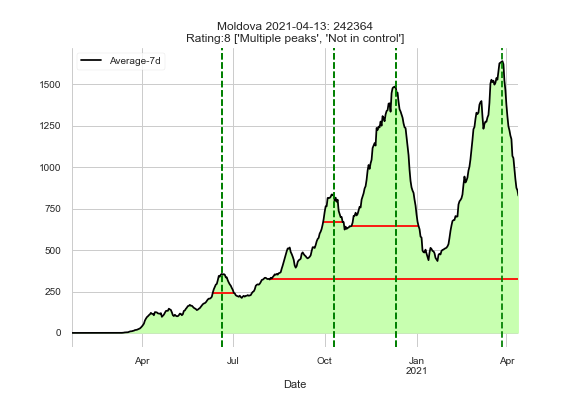 Moldova 2021-04-13: 242364
Rating:8 ['Multiple peaks', 'Not in control']
Average-7d
1500
1250
1000
750
500
250
0
Apr
Jul
Oct
Jan
2021
Apr
Date